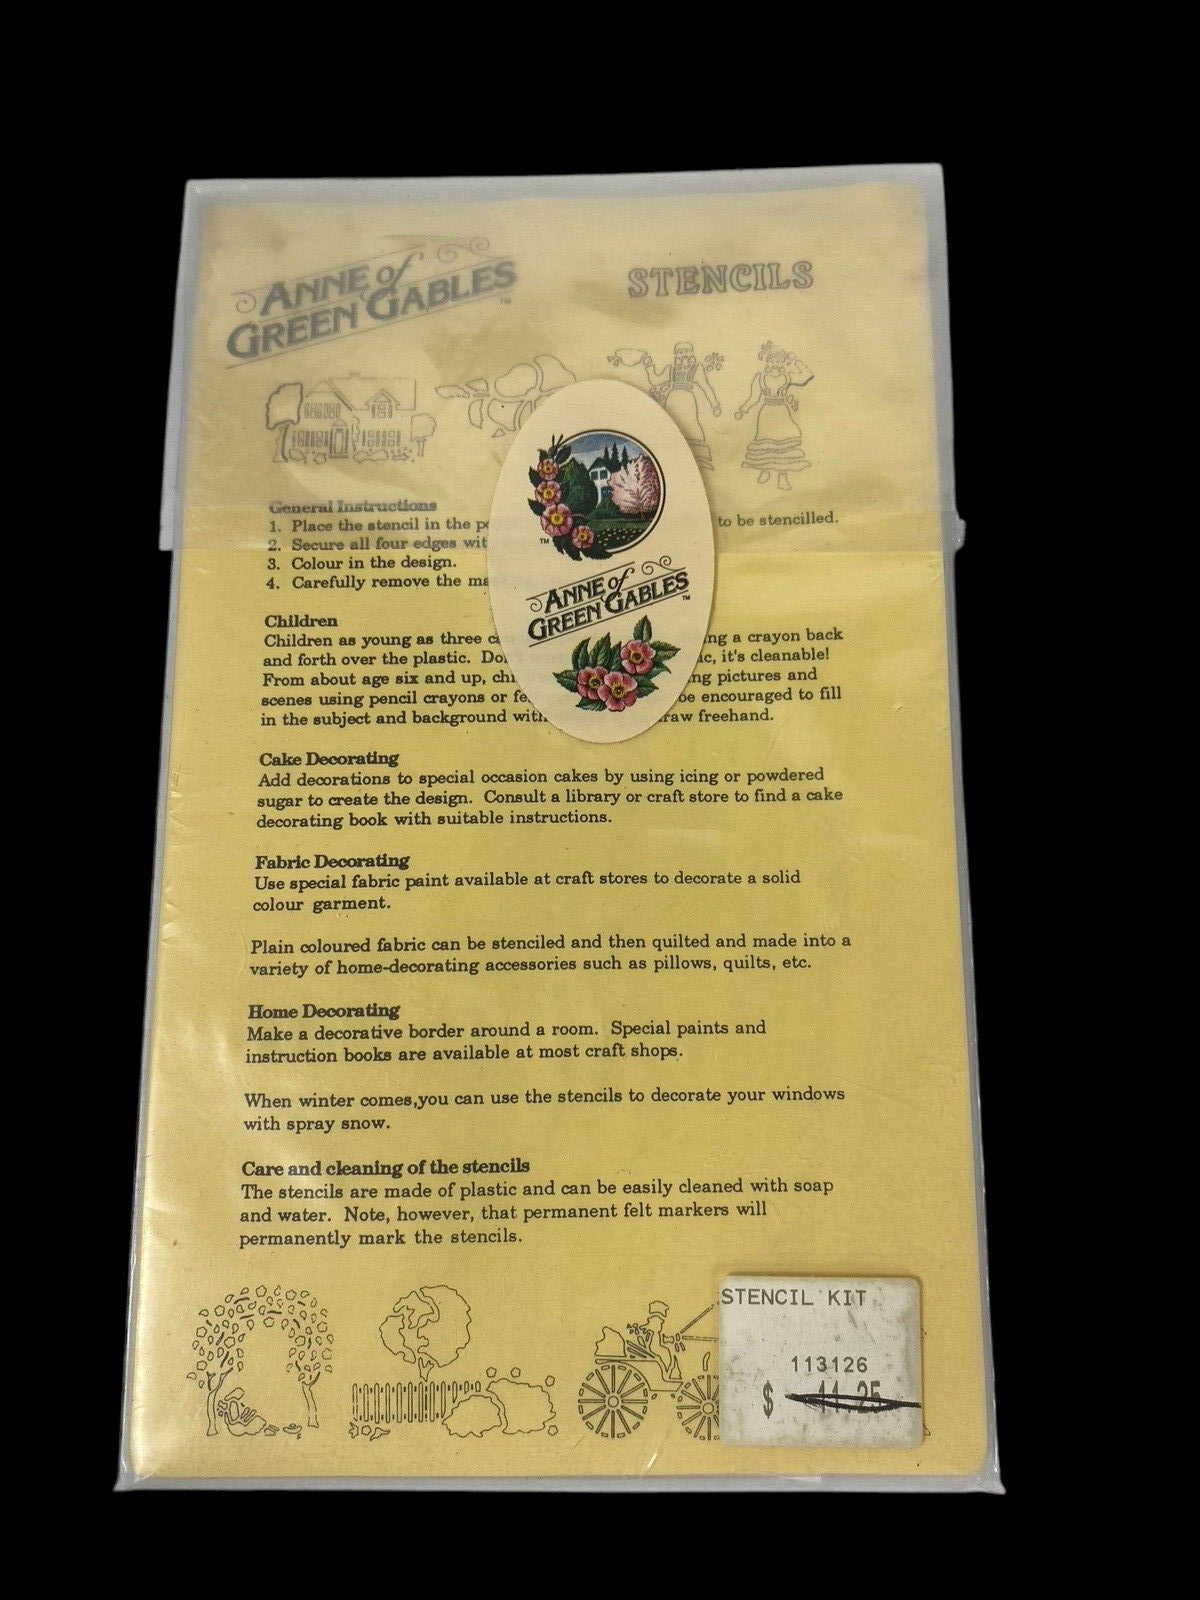 ANNE of
GREEN GABLES
™
STENCILS
General Instructions
1. Place the stencil in the to be stencilled.
2. Secure all four edges
3. Colour in the design.
4. Carefully remove the
Children
Children as young as three a crayon back
and forth over the plastic. it's cleanable!
From about age six and up, pictures and
scenes using pencil crayons or be encouraged to fill
in the subject and background freehand.
™
ANNE of
GREEN GABLES
™
Cake Decorating
Add decorations to special occasion cakes by using icing or powdered
sugar to create the design. Consult a library or craft store to find a cake
decorating book with suitable instructions.
Fabric Decorating
Use special fabric paint available at craft stores to decorate a solid
colour garment.
Plain coloured fabric can be stenciled and then quilted and made into a
variety of home-decorating accessories such as pillows, quilts, etc.
Home Decorating
Make a decorative border around a room. Special paints and
instruction books are available at most craft shops.
When winter comes,you can use the stencils to decorate your windows
with spray snow.
Care and cleaning of the stencils
The stencils are made of plastic and can be easily cleaned with soap
and water. Note, however, that permanent felt markers will
permanently mark the stencils.
STENCIL KIT
113126
$ 11.25